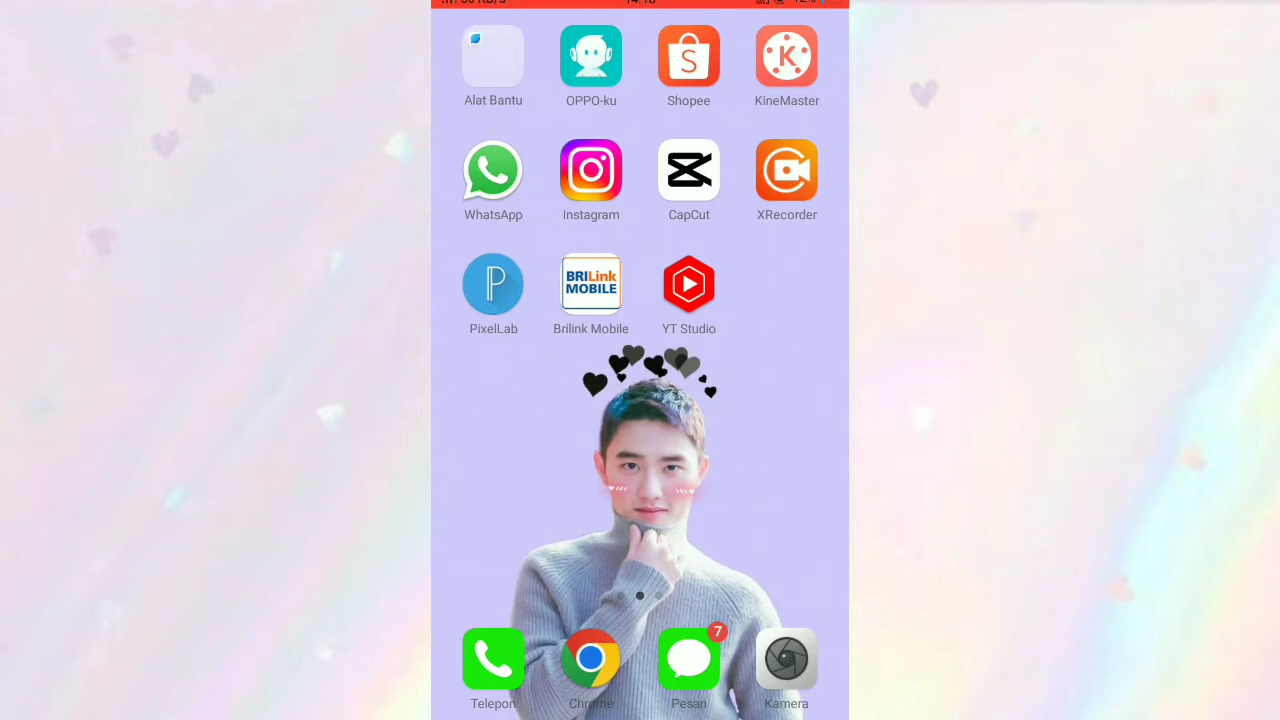 Alat Bantu
OPPO-ku
Shopee
KineMaster
WhatsApp
Instagram
CapCut
XRecorder
BRILink
MOBILE
PixelLab
Brilink Mobile
YT Studio
7
Telepon
Chrome
Pesan
Kamera